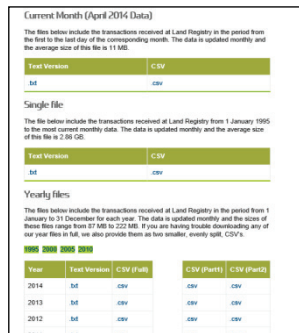 Current Month (April 2014 Data)
The files below include the transactions received at Land Registry in the period from
the first to the last day of the corresponding month. The data is updated monthly and
the average size of this file is 11 MB.
Text Version CSV
.txt .csv
Single file
The file below include the transactions received at Land Registry from 1 January 1995
to the most current monthly data. The data is updated monthly and the average size
of this file is 2.86 GB.
Text Version CSV
.txt .csv
Yearly files
The files below include the transactions received at Land Registry in the period from 1
January to 31 December for each year. The data is updated monthly and the sizes of
these files range from 87 MB to 222 MB. If you are having trouble downloading any of
our year files in full, we also provide them as two smaller, evenly split, CSV's.
1995 2000 2005 2010
Year Text Version CSV (Full) CSV (Part1) CSV (Part2)
2014 .txt .csv .csv .csv
2013 .txt .csv .csv .csv
2012 .txt .csv .csv .csv